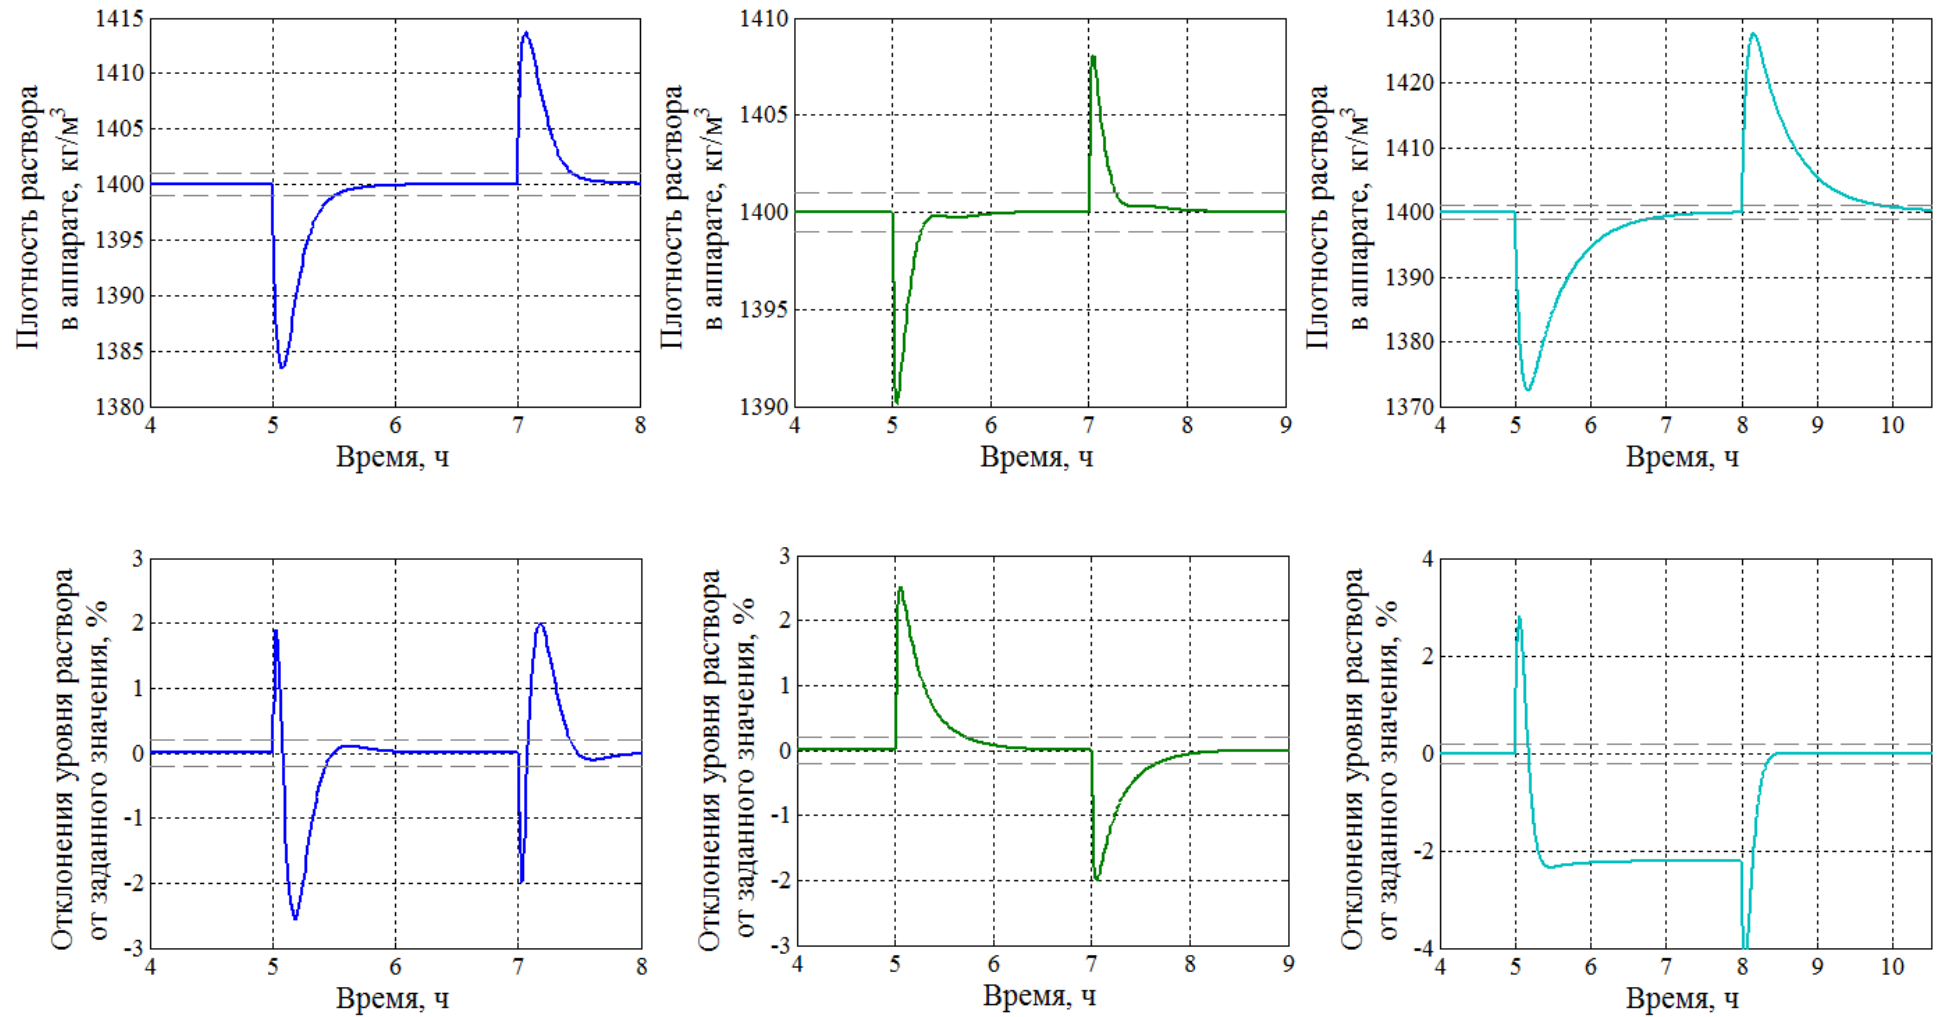 Плотность раствора
в аппарате, кг/м³
1415
1410
1405
1400
1395
1390
1385
1380
4 5 6 7 8
Время, ч
Плотность раствора
в аппарате, кг/м³
1410
1405
1400
1395
1390
4 5 6 7 8 9
Время, ч
Плотность раствора
в аппарате, кг/м³
1430
1420
1410
1400
1390
1380
1370
4 5 6 7 8 9 10
Время, ч
Отклонения уровня раствора
от заданного значения, %
3
2
1
0
-1
-2
-3
4 5 6 7 8
Время, ч
Отклонения уровня раствора
от заданного значения, %
3
2
1
0
-1
-2
-3
4 5 6 7 8 9
Время, ч
Отклонения уровня раствора
от заданного значения, %
4
2
0
-2
-4
4 5 6 7 8 9 10
Время, ч